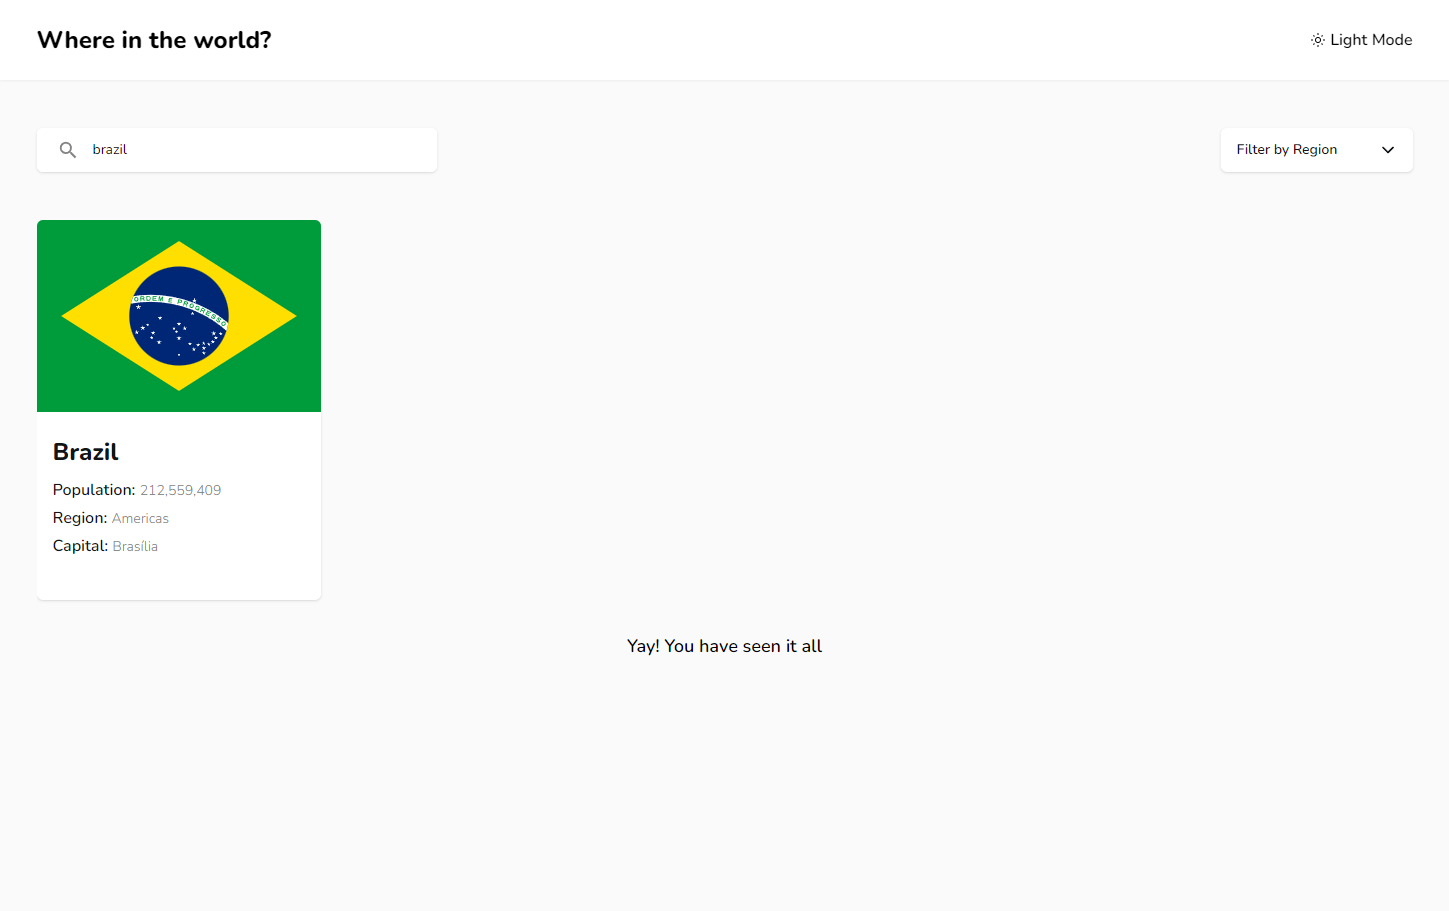 Where in the world?
Light Mode
brazil
Filter by Region
ORDEM E PROGRESSO
Brazil
Population: 212,559,409
Region: Americas
Capital: Brasília
Yay! You have seen it all